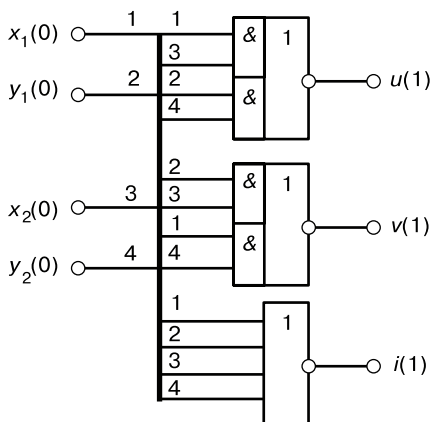 x₁(0) 1 1 & 1
3
y₁(0) 2 2 & u(1)
4
2 & 1
x₂(0) 3 3
1 & v(1)
y₂(0) 4 4
1 1
2
3 i(1)
4